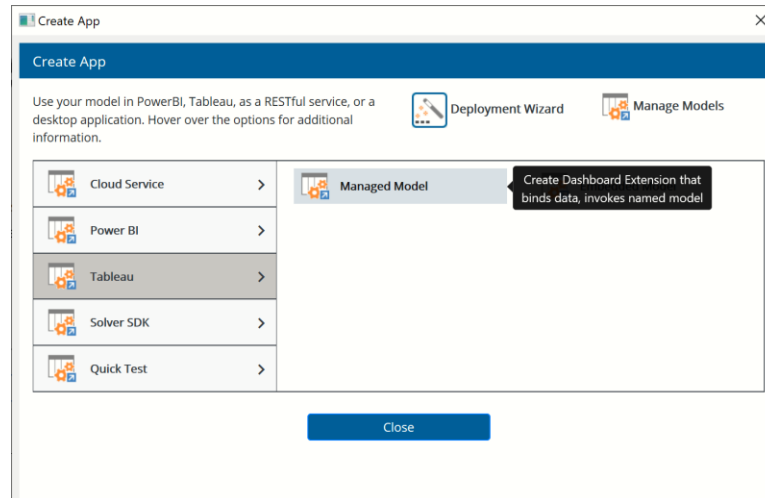 Create App
Create App
Use your model in PowerBI, Tableau, as a RESTful service, or a
desktop application. Hover over the options for additional
information.
Deployment Wizard
Manage Models
Cloud Service
Managed Model
Create Dashboard Extension that
binds data, invokes named model
Power BI
Tableau
Solver SDK
Quick Test
Close